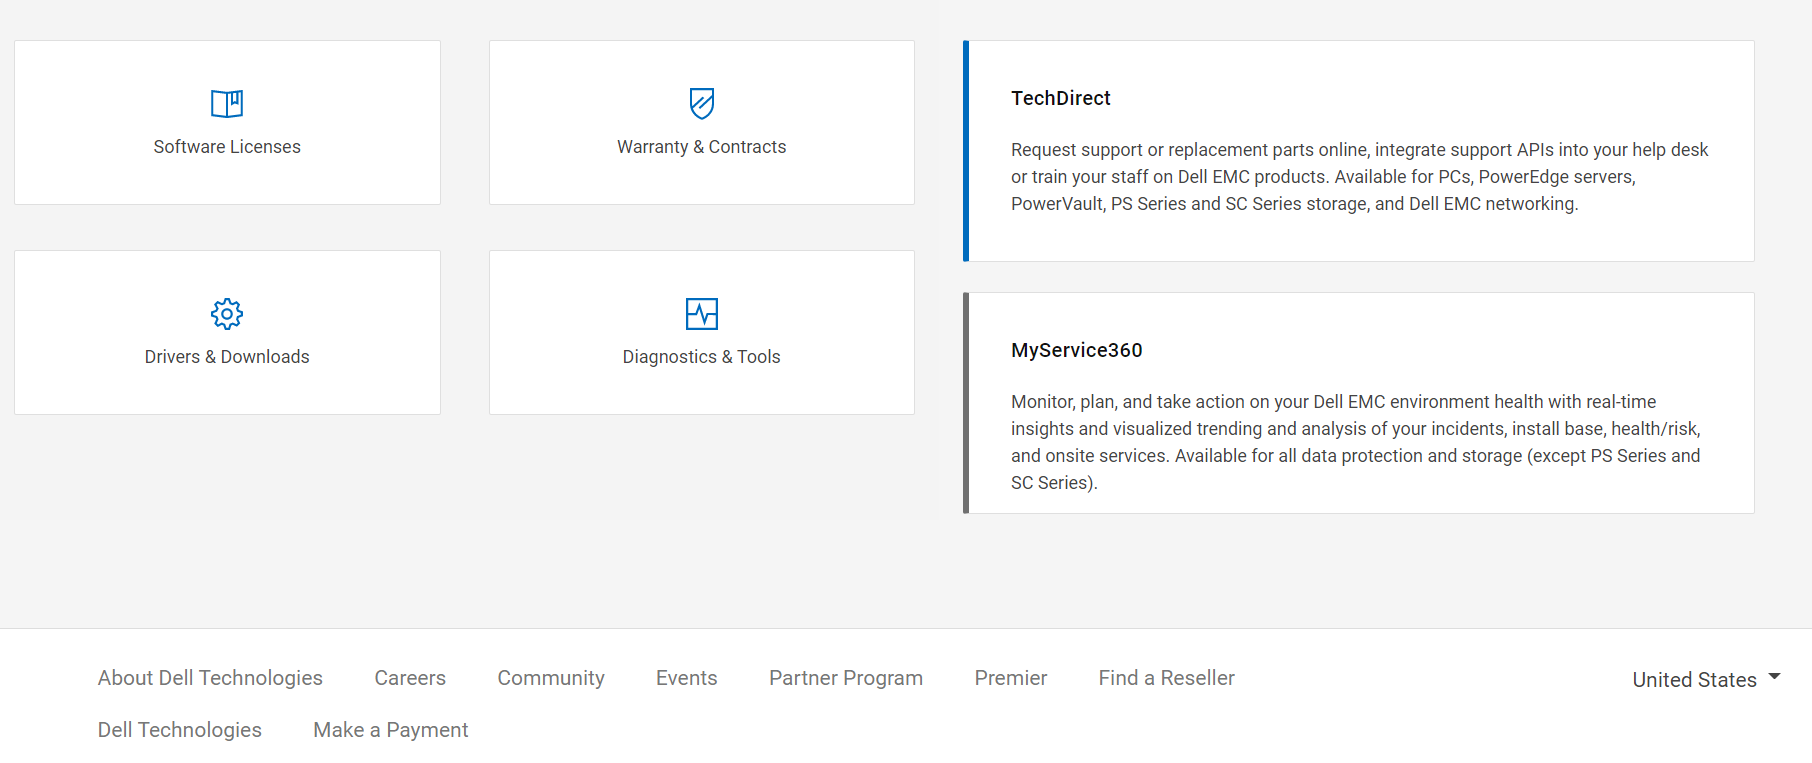 Software Licenses
Warranty & Contracts
Drivers & Downloads
Diagnostics & Tools
TechDirect
Request support or replacement parts online, integrate support APIs into your help desk
or train your staff on Dell EMC products. Available for PCs, PowerEdge servers,
PowerVault, PS Series and SC Series storage, and Dell EMC networking.
MyService360
Monitor, plan, and take action on your Dell EMC environment health with real-time
insights and visualized trending and analysis of your incidents, install base, health/risk,
and onsite services. Available for all data protection and storage (except PS Series and
SC Series).
About Dell Technologies Careers Community Events Partner Program Premier Find a Reseller
United States
Dell Technologies Make a Payment